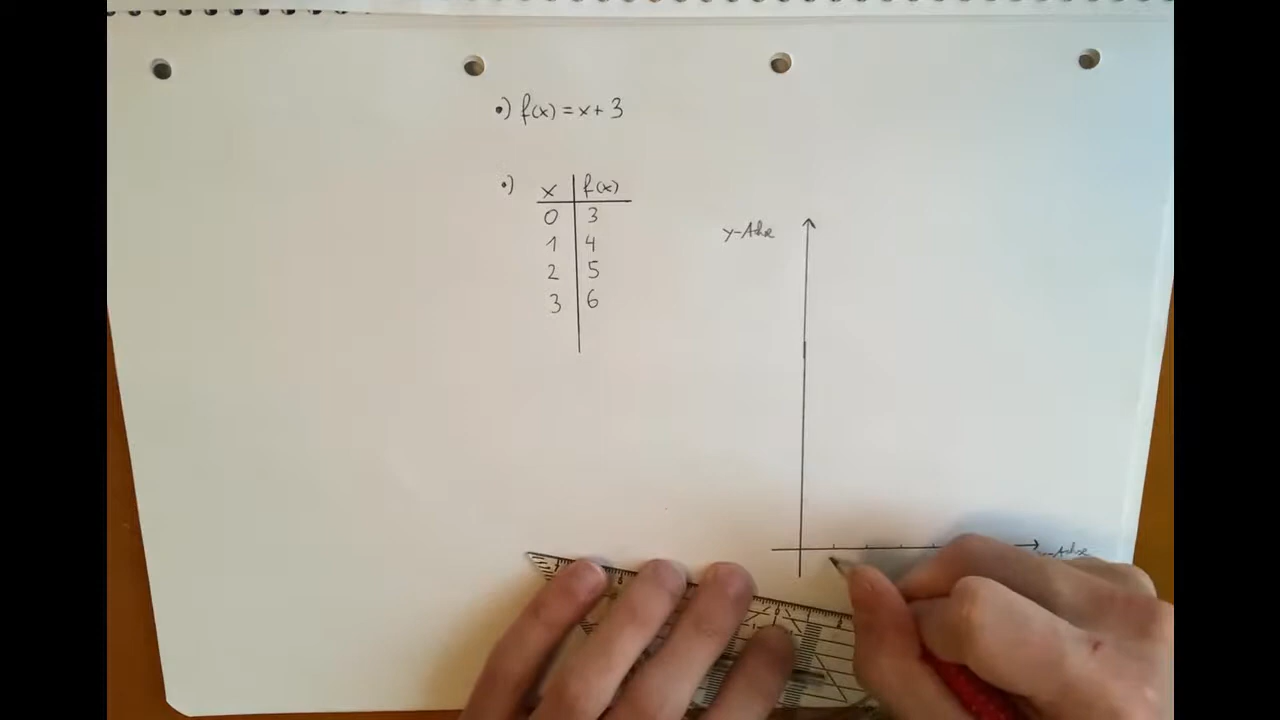 •) f(x) = x + 3
•) x f(x)
0 3
1 4
2 5
3 6
y-Achse